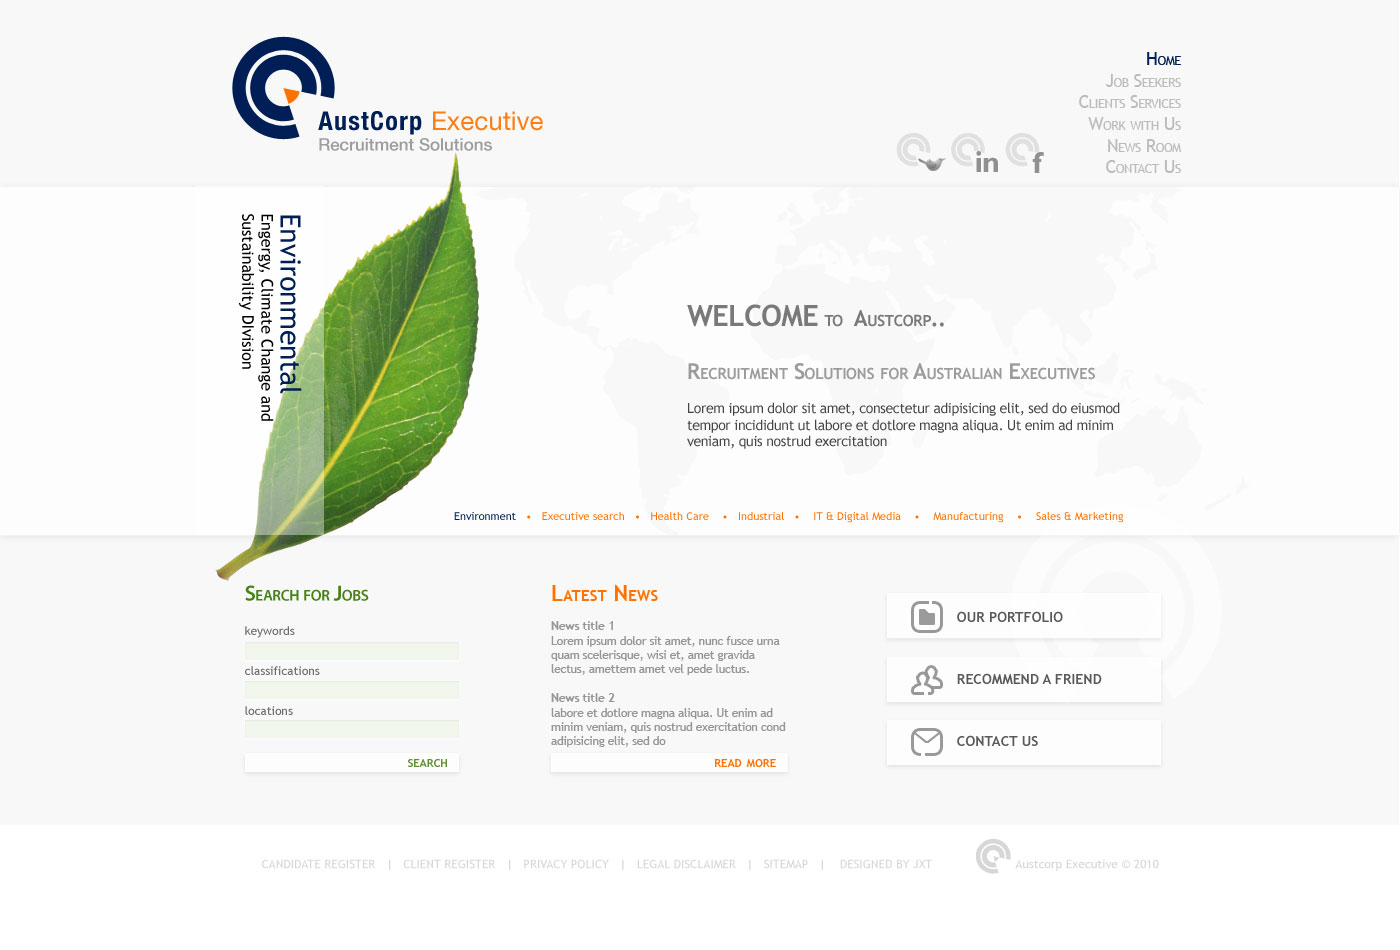 AustCorp Executive
Recruitment Solutions
Home
Job Seekers
Clients Services
Work with Us
News Room
Contact Us
in
f
Environmental
Engergy, Climate Change and
Sustainability DIvision
WELCOME to Austcorp..
Recruitment Solutions for Australian Executives
Lorem ipsum dolor sit amet, consectetur adipisicing elit, sed do eiusmod
tempor incididunt ut labore et dotlore magna aliqua. Ut enim ad minim
veniam, quis nostrud exercitation
Environment • Executive search • Health Care • Industrial • IT & Digital Media • Manufacturing • Sales & Marketing
Search for Jobs
keywords
classifications
locations
SEARCH
Latest News
News title 1
Lorem ipsum dolor sit amet, nunc fusce urna
quam scelerisque, wisi et, amet gravida
lectus, amettem amet vel pede luctus.
News title 2
labore et dotlore magna aliqua. Ut enim ad
minim veniam, quis nostrud exercitation cond
adipisicing elit, sed do
READ MORE
OUR PORTFOLIO
RECOMMEND A FRIEND
CONTACT US
CANDIDATE REGISTER | CLIENT REGISTER | PRIVACY POLICY | LEGAL DISCLAIMER | SITEMAP | DESIGNED BY JXT
Austcorp Executive © 2010